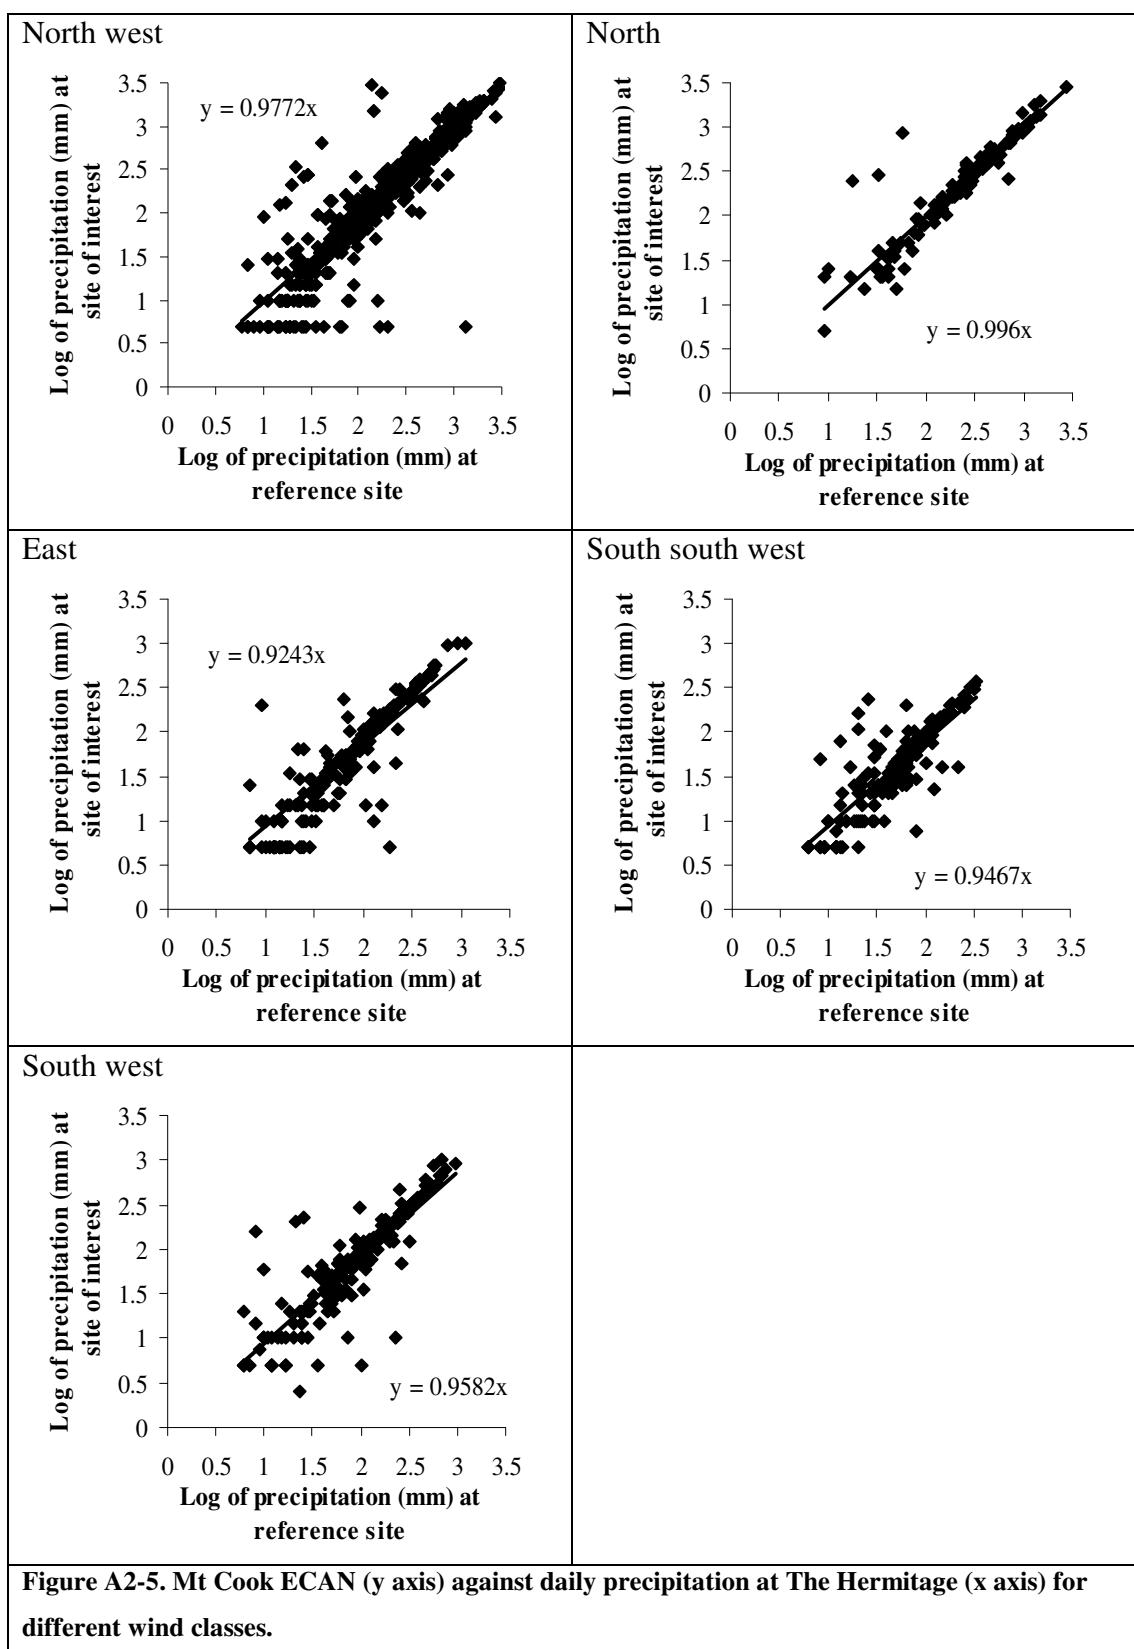 North west
Log of precipitation (mm) at
site of interest
3.5
3
2.5
2
1.5
1
0.5
0
y = 0.9772x
0 0.5 1 1.5 2 2.5 3 3.5
Log of precipitation (mm) at
reference site
North
Log of precipitation (mm) at
site of interest
3.5
3
2.5
2
1.5
1
0.5
0
y = 0.996x
0 1 1.5 2 2.5 3 3.5
Log of precipitation (mm) at
reference site
East
Log of precipitation (mm) at
site of interest
3.5
3
2.5
2
1.5
1
0.5
0
y = 0.9243x
0 0.5 1 1.5 2 2.5 3 3.5
Log of precipitation (mm) at
reference site
South south west
Log of precipitation (mm) at
site of interest
3.5
3
2.5
2
1.5
1
0.5
0
y = 0.9467x
0 0.5 1 1.5 2 2.5 3 3.5
Log of precipitation (mm) at
reference site
South west
Log of precipitation (mm) at
site of interest
3.5
3
2.5
2
1.5
1
0.5
0
y = 0.9582x
0 0.5 1 1.5 2 2.5 3 3.5
Log of precipitation (mm) at
reference site
Figure A2-5. Mt Cook ECAN (y axis) against daily precipitation at The Hermitage (x axis) for
different wind classes.